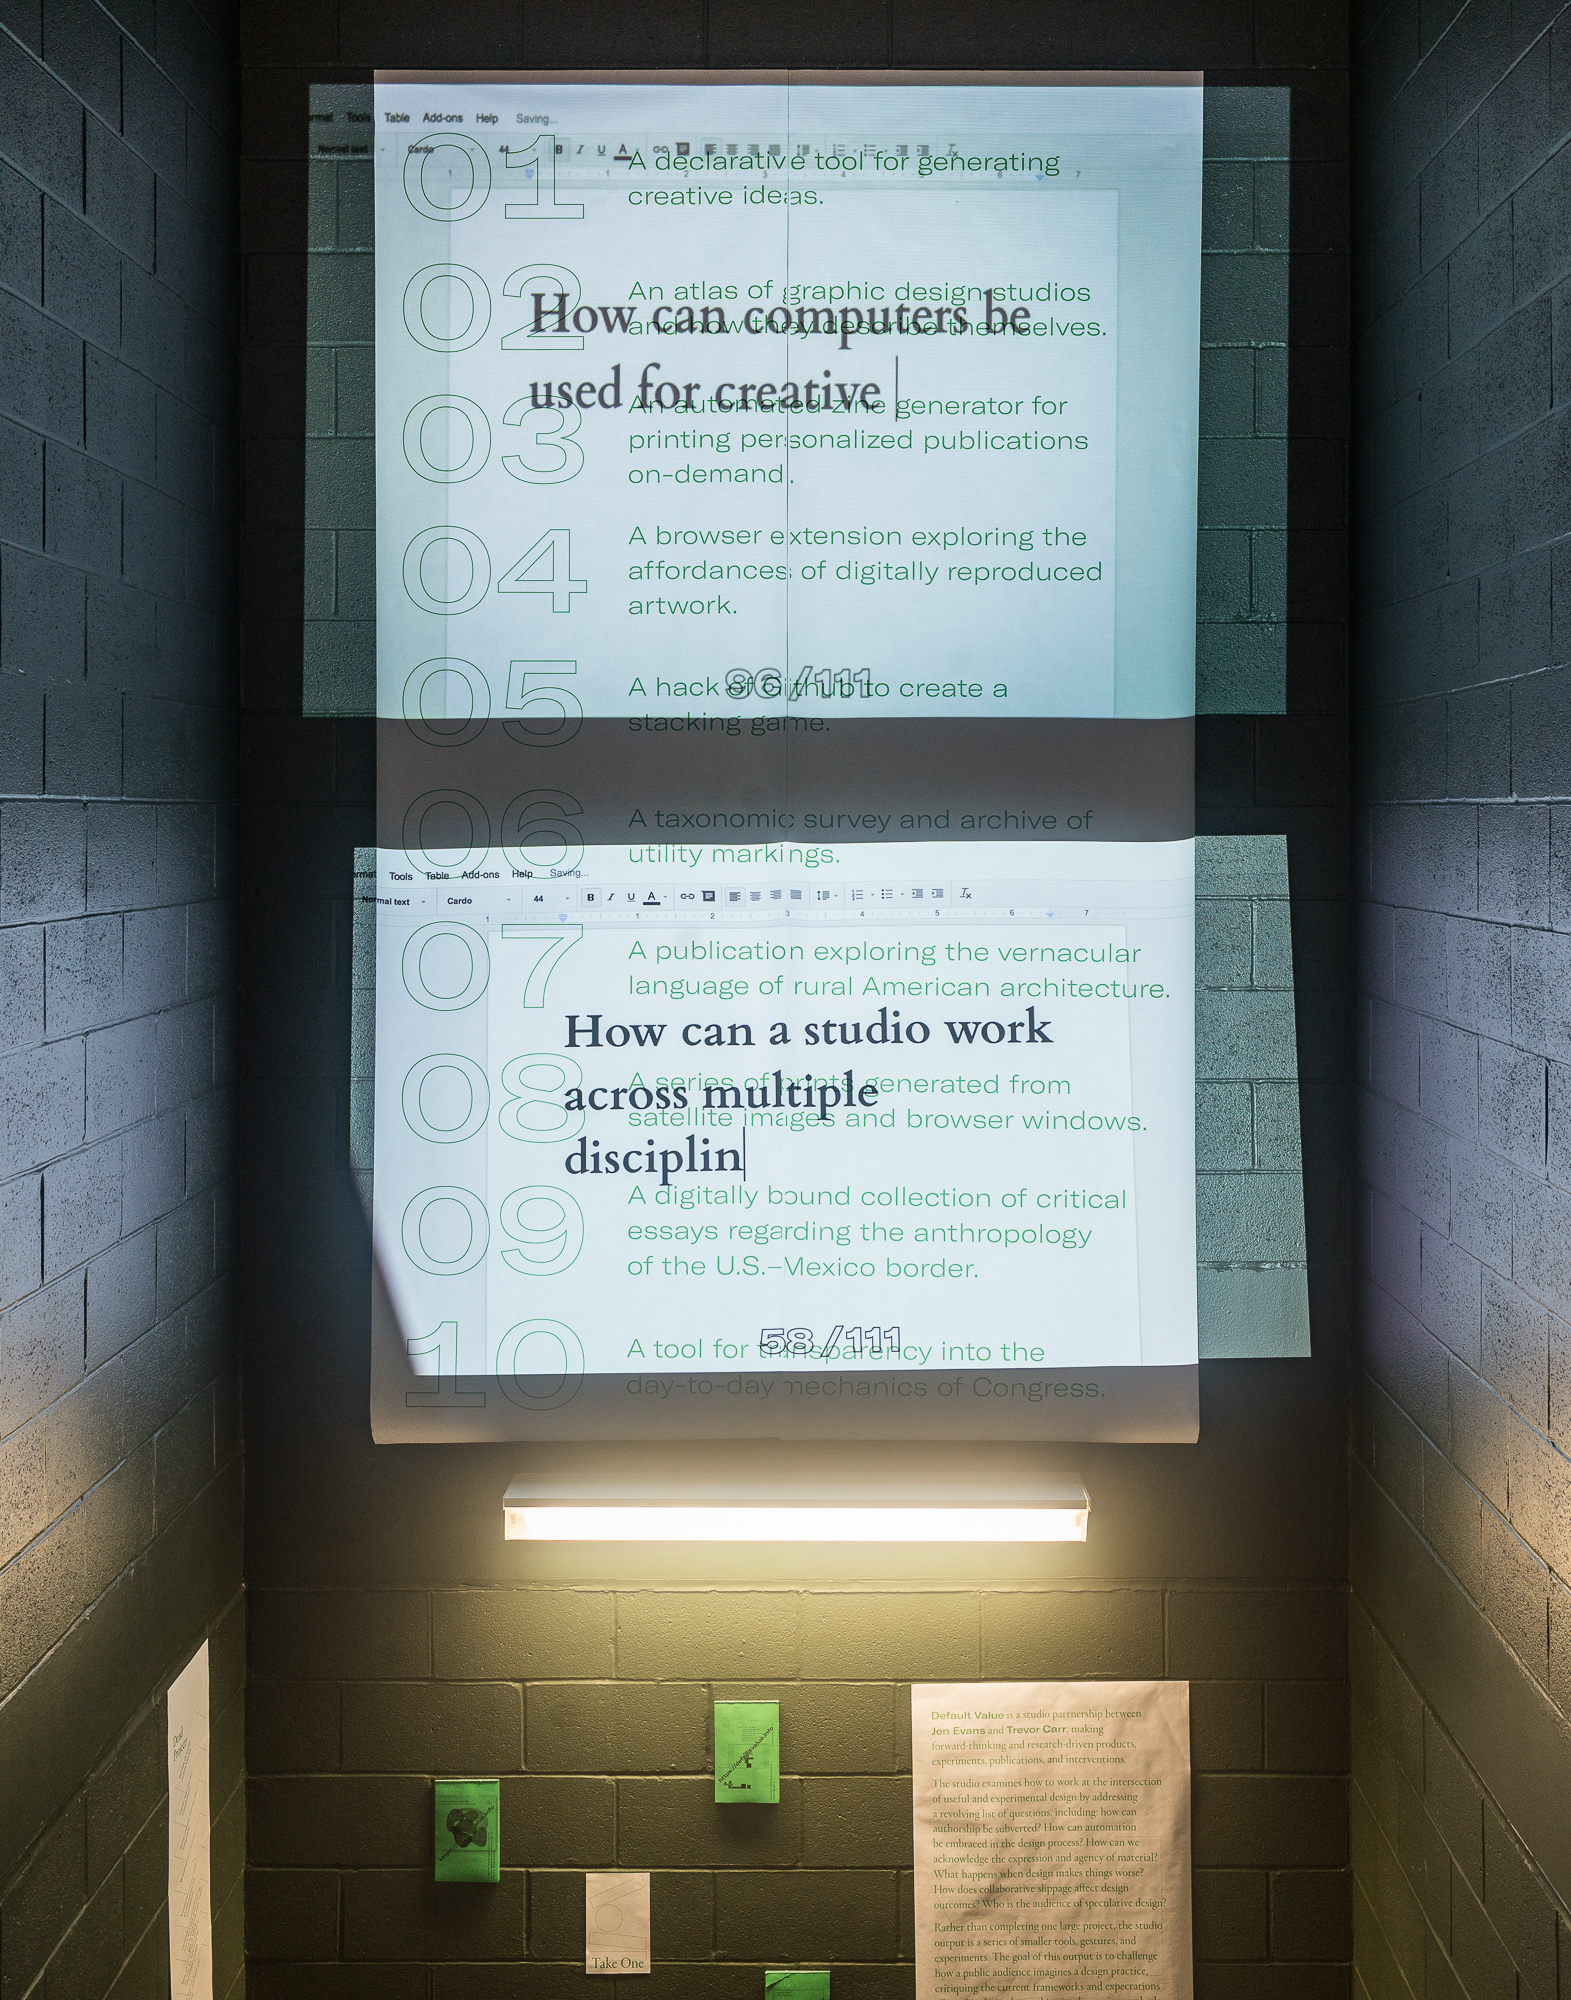 Table Add-ons Help Saving...
44 B I U A
01
A declarative tool for generating
creative ideas.
02
An atlas of graphic design studios
and how they describe themselves.
How can computers be
used for creative
03
An automated zine generator for
printing personalized publications
on-demand.
04
A browser extension exploring the
affordances of digitally reproduced
artwork.
05
A hack of Github to create a
stacking game.
86/111
06
A taxonomic survey and archive of
utility markings.
Tools Table Add-ons Help Saving...
Normal text Cardo 44 B I U A
1 1 2 3 4 5 6 7
07
A publication exploring the vernacular
language of rural American architecture.
How can a studio work
across multiple
disciplin
08
A series of prints generated from
satellite images and browser windows.
09
A digitally bound collection of critical
essays regarding the anthropology
of the U.S.–Mexico border.
10
A tool for transparency into the
day-to-day mechanics of Congress.
58/111
https://defaultvalue.info
Take One
Default Value is a studio partnership between
Jen Evans and Trevor Carr, making
forward-thinking and research-driven products,
experiments, publications, and interventions.
The studio examines how to work at the intersection
of useful and experimental design by addressing
a revolving list of questions, including: how can
authorship be subverted? How can automation
be embraced in the design process? How can we
acknowledge the expression and agency of material?
What happens when design makes things worse?
How does collaborative slippage affect design
outcomes? Who is the audience of speculative design?
Rather than completing one large project, the studio
output is a series of smaller tools, gestures, and
experiments. The goal of this output is to challenge
how a public audience imagines a design practice,
critiquing the current frameworks and expectations